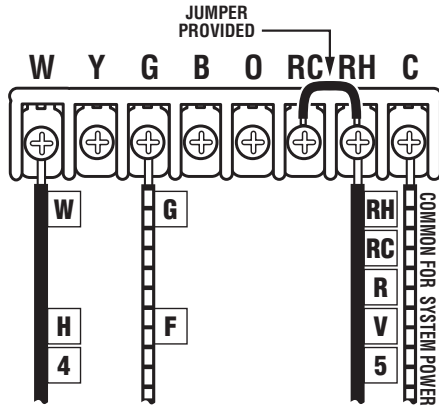 JUMPER
PROVIDED
W Y G B O RC RH C
W G RH
RC
R
H F V
4 5
COMMON FOR SYSTEM POWER